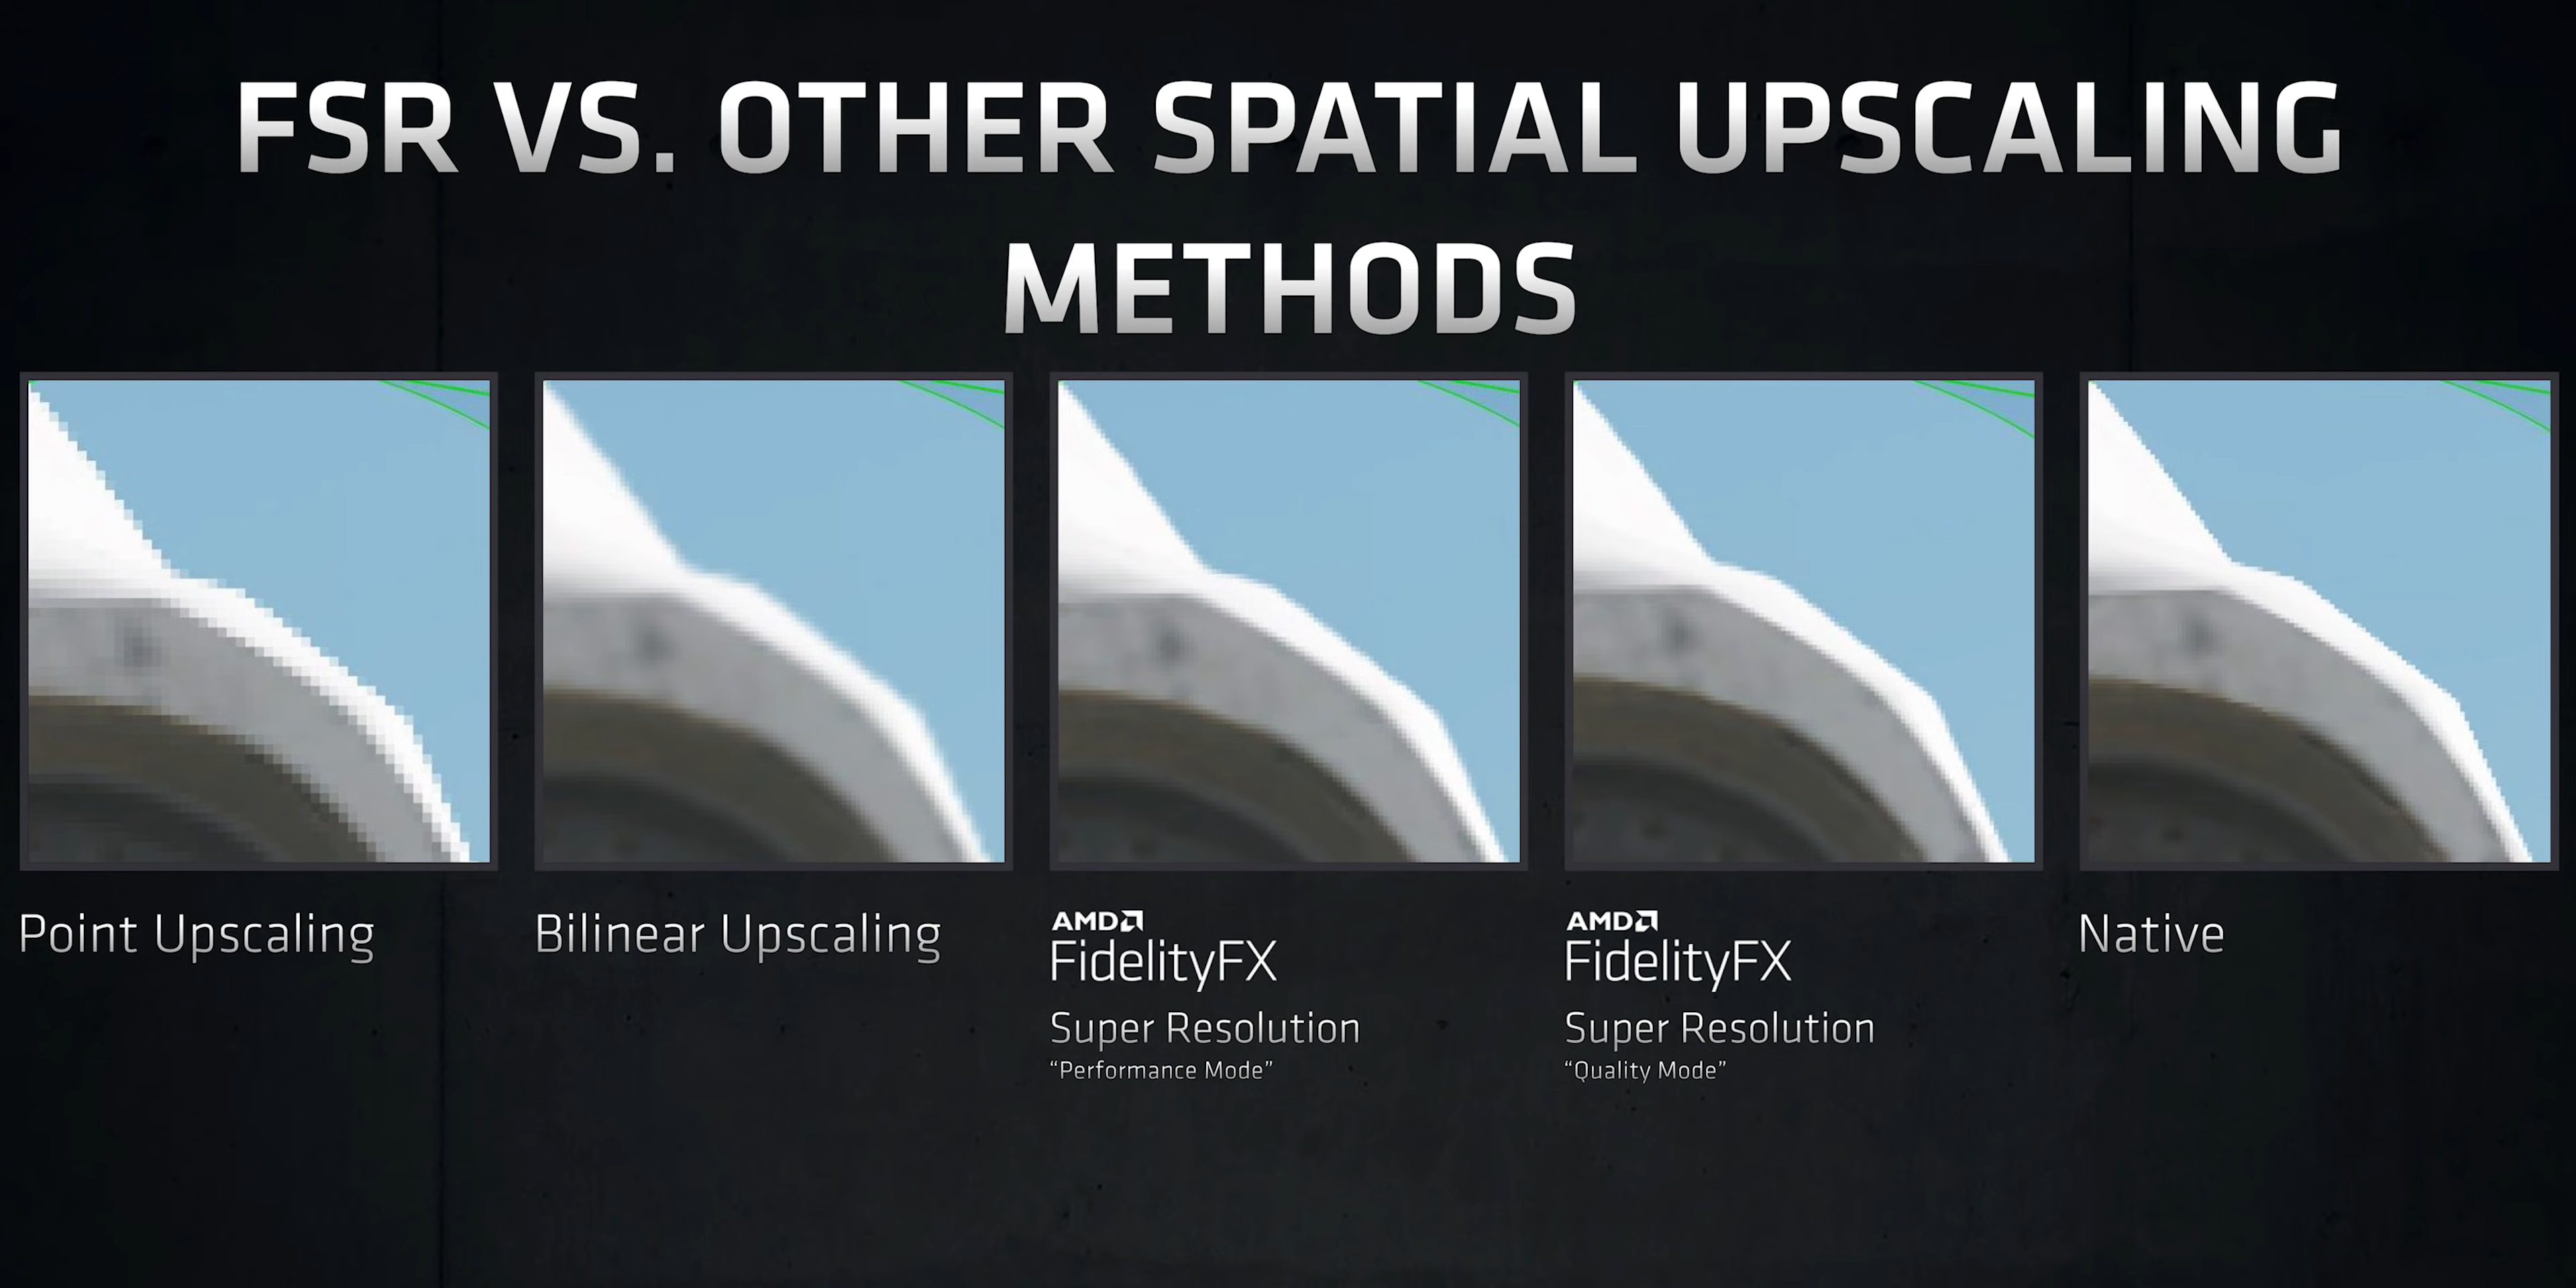 FSR VS. OTHER SPATIAL UPSCALING
METHODS
Point Upscaling
Bilinear Upscaling
AMD
FidelityFX
Super Resolution
“Performance Mode”
AMD
FidelityFX
Super Resolution
“Quality Mode”
Native